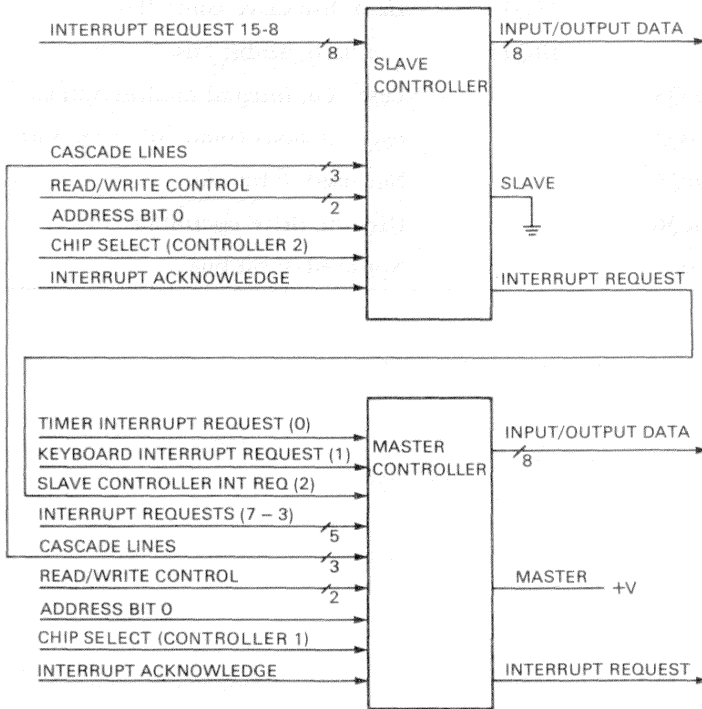 INTERRUPT REQUEST 15-8
8
INPUT/OUTPUT DATA
8
SLAVE
CONTROLLER
CASCADE LINES
3
READ/WRITE CONTROL
2
SLAVE
ADDRESS BIT 0
CHIP SELECT (CONTROLLER 2)
INTERRUPT ACKNOWLEDGE
INTERRUPT REQUEST
TIMER INTERRUPT REQUEST (0)
INPUT/OUTPUT DATA
8
MASTER
CONTROLLER
KEYBOARD INTERRUPT REQUEST (1)
SLAVE CONTROLLER INT REQ (2)
INTERRUPT REQUESTS (7 – 3)
5
CASCADE LINES
3
READ/WRITE CONTROL
2
MASTER
+V
ADDRESS BIT 0
CHIP SELECT (CONTROLLER 1)
INTERRUPT ACKNOWLEDGE
INTERRUPT REQUEST